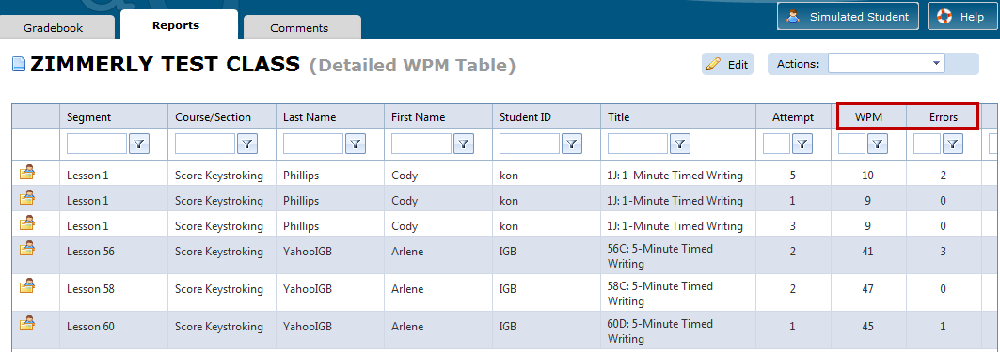 Gradebook Reports Comments Simulated Student Help
ZIMMERLY TEST CLASS (Detailed WPM Table) Edit Actions:
Segment Course/Section Last Name First Name Student ID Title Attempt WPM Errors
Lesson 1 Score Keystroking Phillips Cody kon 1J: 1-Minute Timed Writing 5 10 2
Lesson 1 Score Keystroking Phillips Cody kon 1J: 1-Minute Timed Writing 1 9 0
Lesson 1 Score Keystroking Phillips Cody kon 1J: 1-Minute Timed Writing 3 9 0
Lesson 56 Score Keystroking YahooIGB Arlene IGB 56C: 5-Minute Timed 2 41 3
Writing
Lesson 58 Score Keystroking YahooIGB Arlene IGB 58C: 5-Minute Timed 2 47 0
Writing
Lesson 60 Score Keystroking YahooIGB Arlene IGB 60D: 5-Minute Timed 1 45 1
Writing